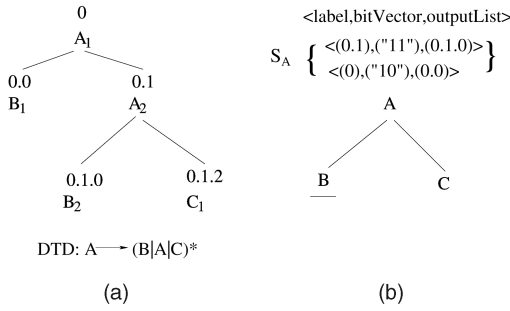 0
A1
0.0
B1
0.1
A2
0.1.0
B2
0.1.2
C1
DTD: A → (B|A|C)*
(a)
<label,bitVector,outputList>
SA { <(0.1),("11"),(0.1.0)>
<(0),("10"),(0.0)> }
A
B
C
(b)